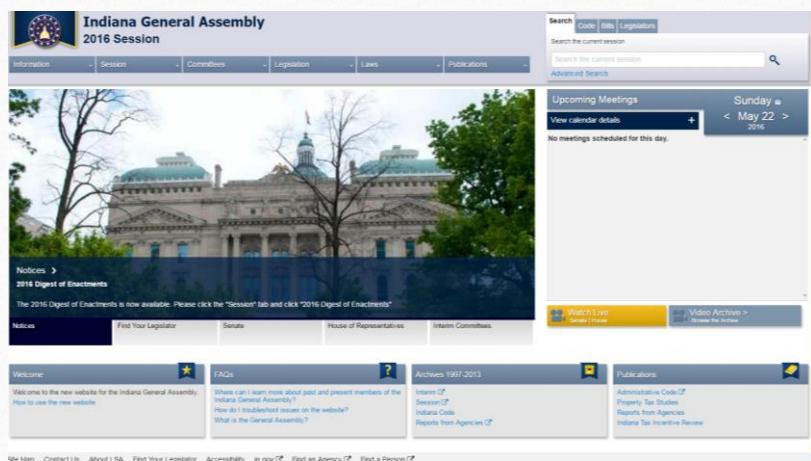 Indiana General Assembly
2016 Session
Search Code Bills Legislators
Search the current session
Search the current session
Advanced Search
Information Session Committees Legislation Laws Publications
Upcoming Meetings
Sunday
< May 22 >
2016
View calendar details +
No meetings scheduled for this day.
Notices >
2016 Digest of Enactments
The 2016 Digest of Enactments is now available. Please click the "Session" tab and click "2016 Digest of Enactments"
Notices Find Your Legislator Senate House of Representatives Interim Committees
Watch Live
Senate | House
Video Archive >
Browse the Archive
Welcome
Welcome to the new website for the Indiana General Assembly.
How to use the new website
FAQs ?
Where can I learn more about past and present members of the
Indiana General Assembly?
How do I troubleshoot issues on the website?
What is the General Assembly?
Archives 1997-2013
Interim
Session
Indiana Code
Reports from Agencies
Publications
Administrative Code
Property Tax Studies
Reports from Agencies
Indiana Tax Incentive Review
Site Map Contact Us About LSA Find Your Legislator Accessibility in.gov Find an Agency Find a Person